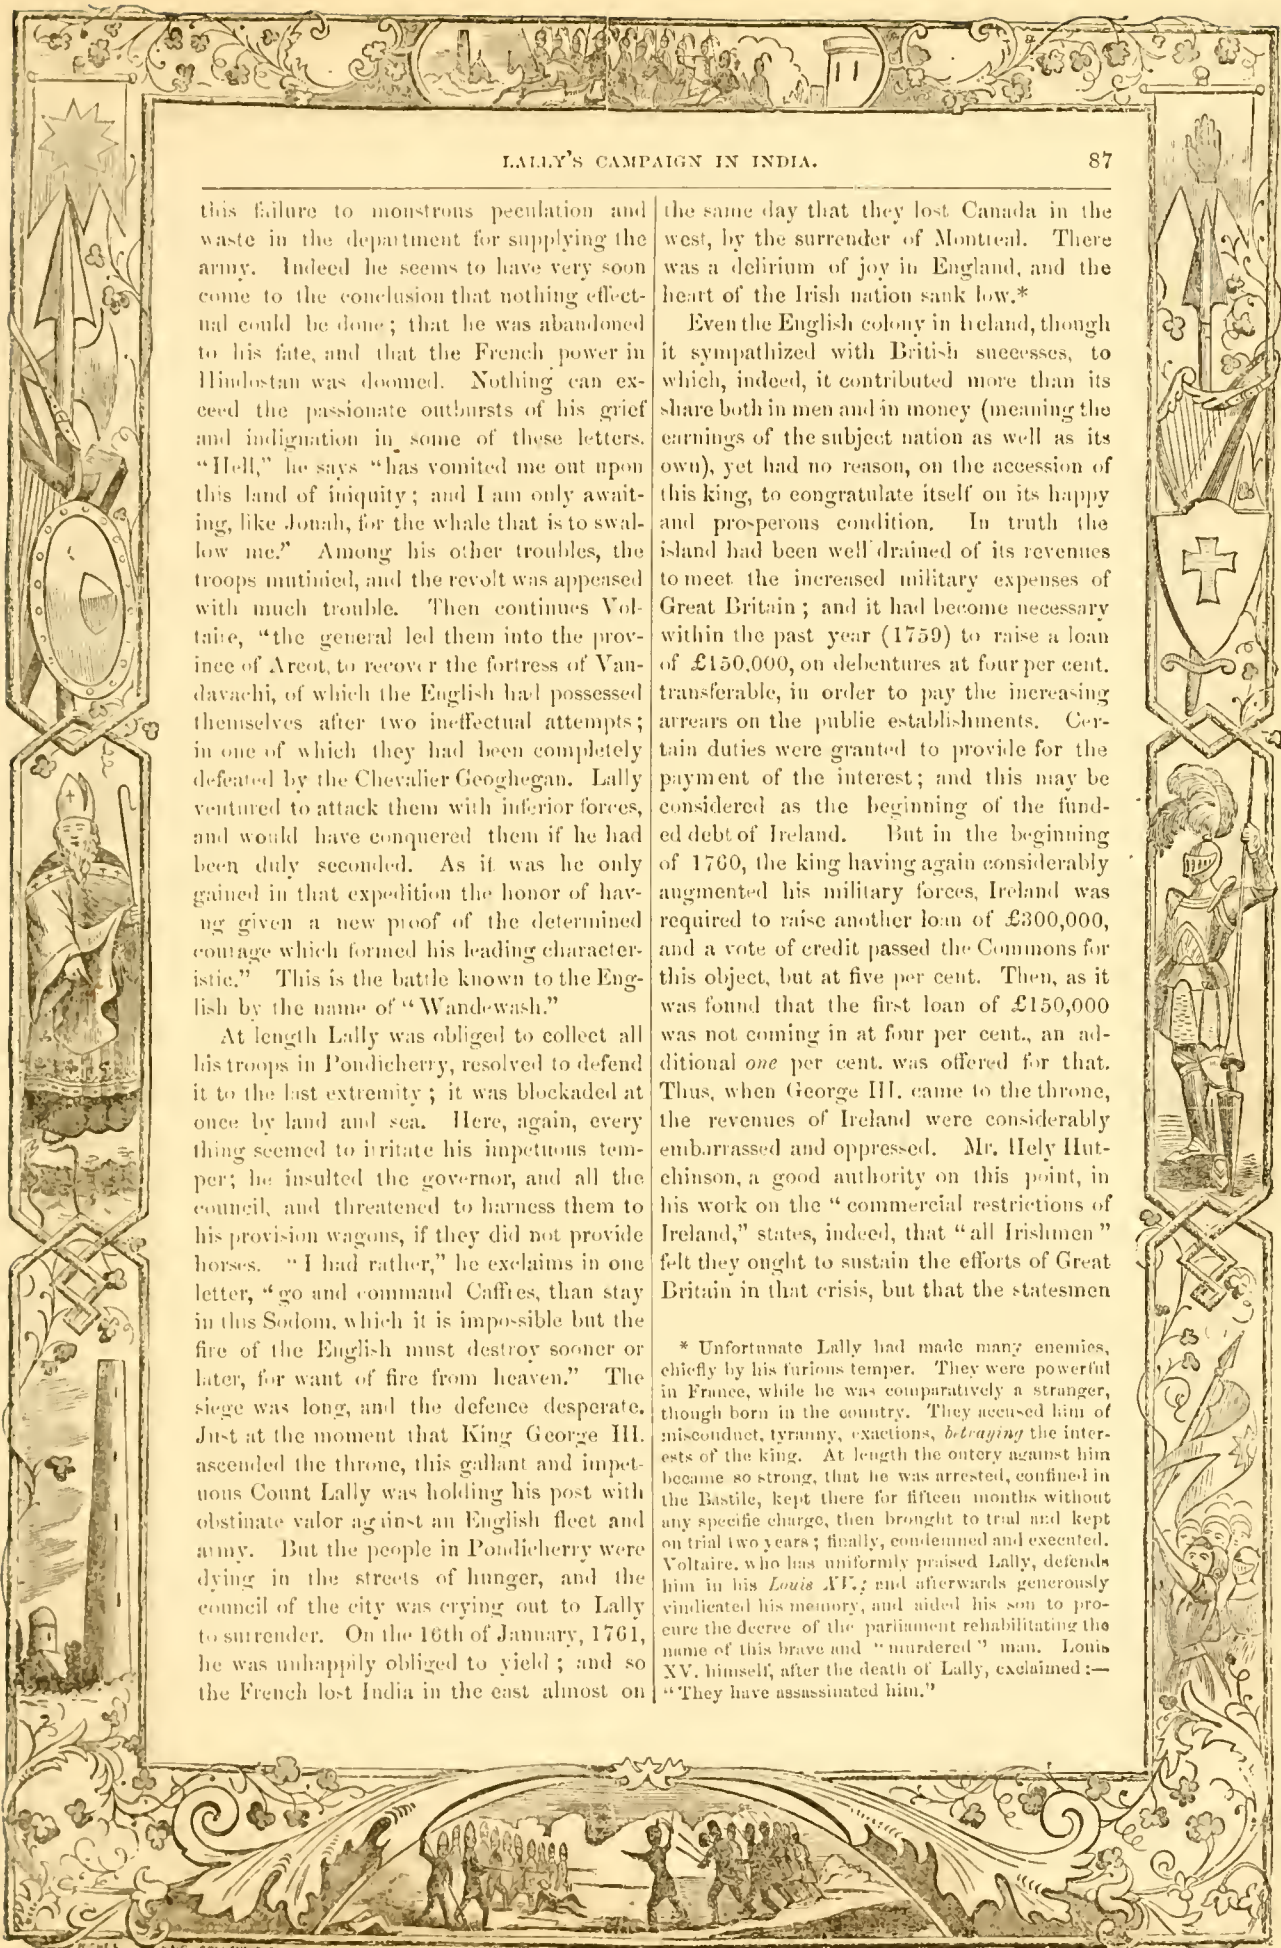 LALLY'S CAMPAIGN IN INDIA.
87
this failure to monstrous peculation and
waste in the department for supplying the
army. Indeed he seems to have very soon
come to the conclusion that nothing effect-
ual could be done; that he was abandoned
to his fate, and that the French power in
Hindostan was doomed. Nothing can ex-
ceed the passionate outbursts of his grief
and indignation in some of these letters.
"Hell," he says "has vomited me out upon
this land of iniquity; and I am only await-
ing, like Jonah, for the whale that is to swal-
low me." Among his other troubles, the
troops mutinied, and the revolt was appeased
with much trouble. Then continues Vol-
taire, "the general led them into the prov-
ince of Arcot, to recover the fortress of Van-
davachi, of which the English had possessed
themselves after two ineffectual attempts;
in one of which they had been completely
defeated by the Chevalier Geoghegan. Lally
ventured to attack them with inferior forces,
and would have conquered them if he had
been duly seconded. As it was he only
gained in that expedition the honor of hav-
ng given a new proof of the determined
courage which formed his leading character-
istic." This is the battle known to the Eng-
lish by the name of "Wandewash."
At length Lally was obliged to collect all
his troops in Pondicherry, resolved to defend
it to the last extremity; it was blockaded at
once by land and sea. Here, again, every
thing seemed to irritate his impetuous tem-
per; he insulted the governor, and all the
council, and threatened to harness them to
his provision wagons, if they did not provide
horses. "I had rather," he exclaims in one
letter, "go and command Caffres, than stay
in this Sodom, which it is impossible but the
fire of the English must destroy sooner or
later, for want of fire from heaven." The
siege was long, and the defence desperate.
Just at the moment that King George III.
ascended the throne, this gallant and impet-
uous Count Lally was holding his post with
obstinate valor against an English fleet and
army. But the people in Pondicherry were
dying in the streets of hunger, and the
council of the city was crying out to Lally
to surrender. On the 16th of January, 1761,
he was unhappily obliged to yield; and so
the French lost India in the east almost on
the same day that they lost Canada in the
west, by the surrender of Montreal. There
was a delirium of joy in England, and the
heart of the Irish nation sank low.*
Even the English colony in Ireland, though
it sympathized with British successes, to
which, indeed, it contributed more than its
share both in men and in money (meaning the
earnings of the subject nation as well as its
own), yet had no reason, on the accession of
this king, to congratulate itself on its happy
and prosperous condition. In truth the
island had been well drained of its revenues
to meet the increased military expenses of
Great Britain; and it had become necessary
within the past year (1759) to raise a loan
of £150,000, on debentures at four per cent.
transferable, in order to pay the increasing
arrears on the public establishments. Cer-
tain duties were granted to provide for the
payment of the interest; and this may be
considered as the beginning of the fund-
ed debt of Ireland. But in the beginning
of 1760, the king having again considerably
augmented his military forces, Ireland was
required to raise another loan of £300,000,
and a vote of credit passed the Commons for
this object, but at five per cent. Then, as it
was found that the first loan of £150,000
was not coming in at four per cent., an ad-
ditional one per cent. was offered for that.
Thus, when George III. came to the throne,
the revenues of Ireland were considerably
embarrassed and oppressed. Mr. Hely Hut-
chinson, a good authority on this point, in
his work on the "commercial restrictions of
Ireland," states, indeed, that "all Irishmen"
felt they ought to sustain the efforts of Great
Britain in that crisis, but that the statesmen
* Unfortunate Lally had made many enemies,
chiefly by his furious temper. They were powerful
in France, while he was comparatively a stranger,
though born in the country. They accused him of
misconduct, tyranny, exactions, betraying the inter-
ests of the king. At length the outcry against him
became so strong, that he was arrested, confined in
the Bastile, kept there for fifteen months without
any specific charge, then brought to trial and kept
on trial two years; finally, condemned and executed.
Voltaire, who has uniformly praised Lally, defends
him in his Louis XV.; and afterwards generously
vindicated his memory, and aided his son to pro-
cure the decree of the parliament rehabilitating the
name of this brave and "murdered" man. Louis
XV. himself, after the death of Lally, exclaimed:—
"They have assassinated him."